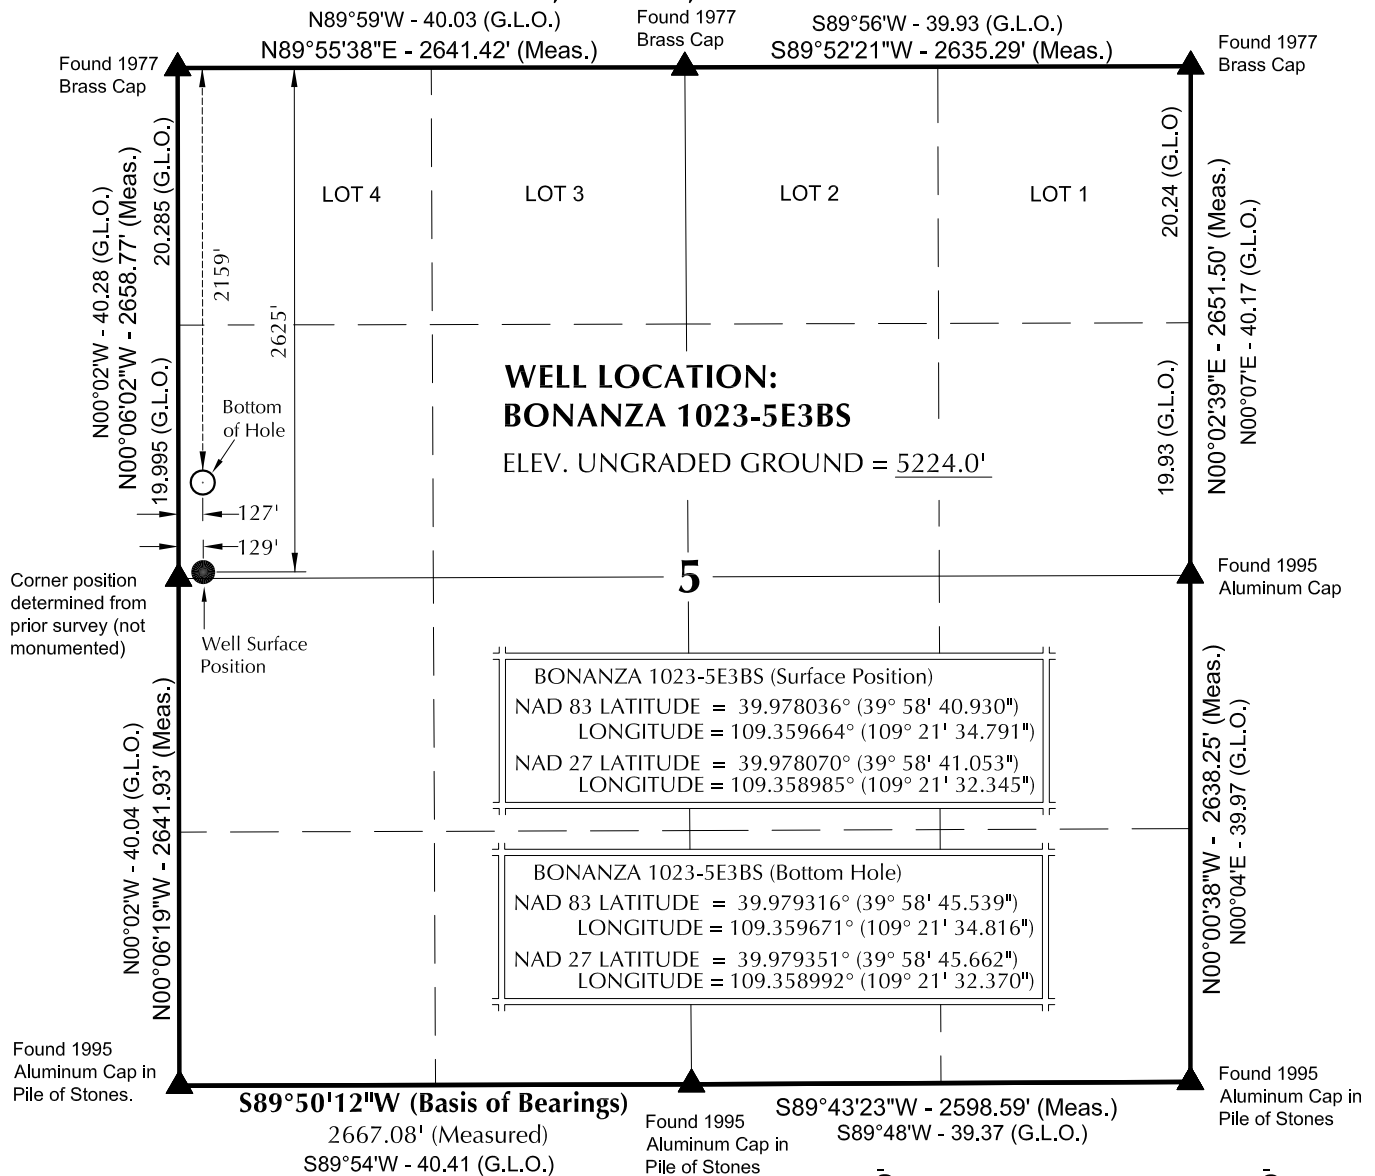 N89°59'W - 40.03 (G.L.O.)
N89°55'38"E - 2641.42' (Meas.)
Found 1977
Brass Cap
S89°56'W - 39.93 (G.L.O.)
S89°52'21"W - 2635.29' (Meas.)
Found 1977
Brass Cap
Found 1977
Brass Cap
N00°02'W - 40.28 (G.L.O.)
N00°06'02"W - 2658.77' (Meas.)
20.285 (G.L.O.)
19.995 (G.L.O.)
2159'
2625'
LOT 4
LOT 3
LOT 2
LOT 1
20.24 (G.L.O)
19.93 (G.L.O.)
N00°02'39"E - 2651.50' (Meas.)
N00°07'E - 40.17 (G.L.O.)
WELL LOCATION:
BONANZA 1023-5E3BS
ELEV. UNGRADED GROUND = 5224.0'
Bottom
of Hole
127'
129'
Corner position
determined from
prior survey (not
monumented)
Well Surface
Position
5
Found 1995
Aluminum Cap
BONANZA 1023-5E3BS (Surface Position)
NAD 83 LATITUDE = 39.978036° (39° 58' 40.930")
LONGITUDE = 109.359664° (109° 21' 34.791")
NAD 27 LATITUDE = 39.978070° (39° 58' 41.053")
LONGITUDE = 109.358985° (109° 21' 32.345")
BONANZA 1023-5E3BS (Bottom Hole)
NAD 83 LATITUDE = 39.979316° (39° 58' 45.539")
LONGITUDE = 109.359671° (109° 21' 34.816")
NAD 27 LATITUDE = 39.979351° (39° 58' 45.662")
LONGITUDE = 109.358992° (109° 21' 32.370")
N00°02'W - 40.04 (G.L.O.)
N00°06'19"W - 2641.93' (Meas.)
N00°00'38"W - 2638.25' (Meas.)
N00°04'E - 39.97 (G.L.O.)
Found 1995
Aluminum Cap in
Pile of Stones.
S89°50'12"W (Basis of Bearings)
2667.08' (Measured)
S89°54'W - 40.41 (G.L.O.)
Found 1995
Aluminum Cap in
Pile of Stones
S89°43'23"W - 2598.59' (Meas.)
S89°48'W - 39.37 (G.L.O.)
Found 1995
Aluminum Cap in
Pile of Stones